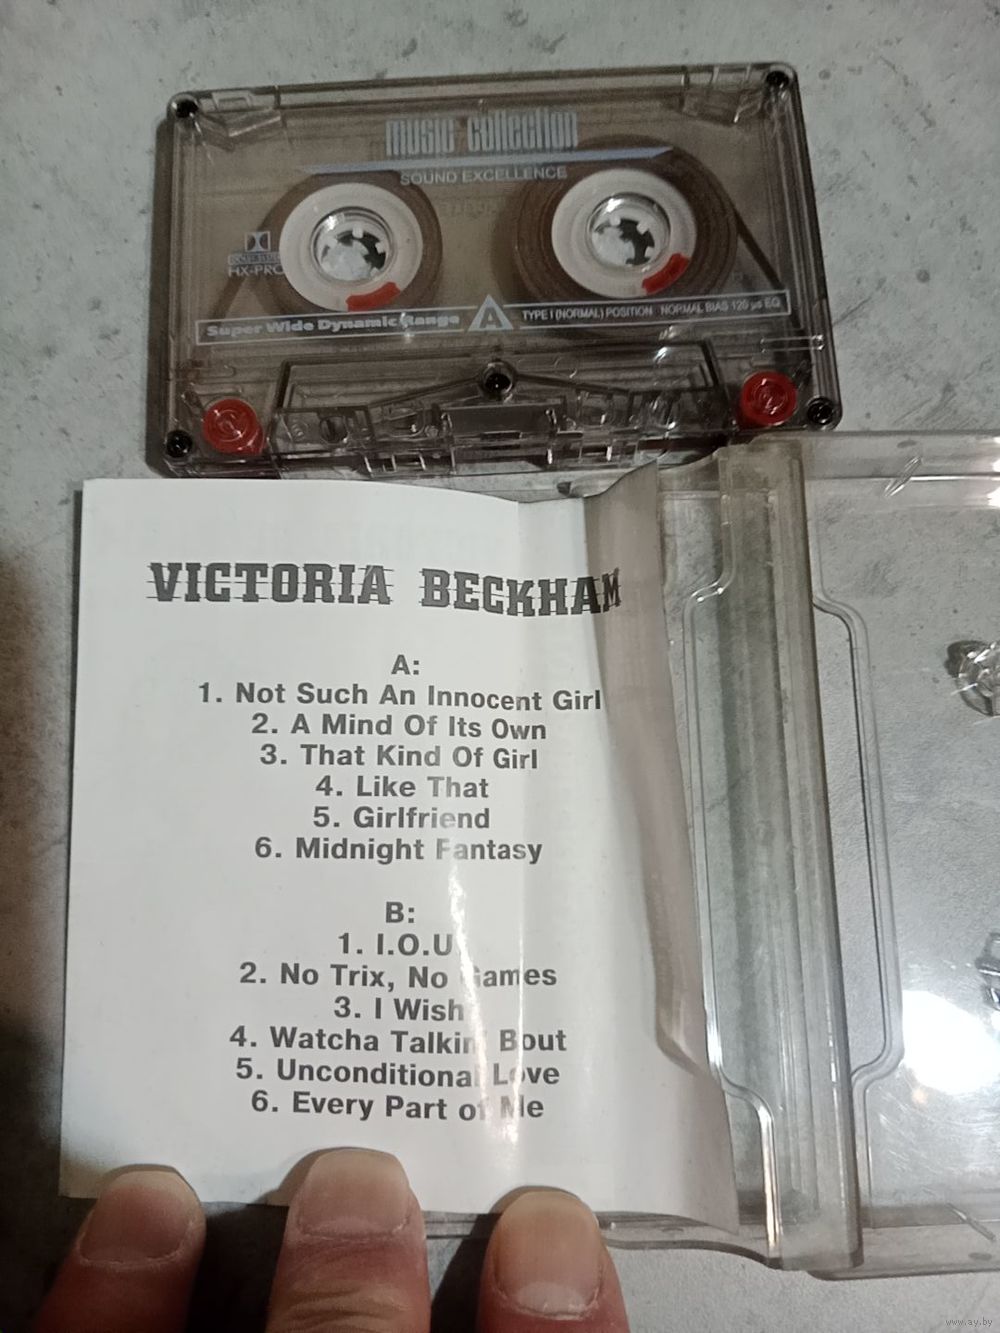 music collection
SOUND EXCELLENCE
HX-PRO
Super Wide Dynamic Range
A
TYPE I (NORMAL) POSITION NORMAL BIAS 120 µs EQ
VICTORIA BECKHAM
A:
1. Not Such An Innocent Girl
2. A Mind Of Its Own
3. That Kind Of Girl
4. Like That
5. Girlfriend
6. Midnight Fantasy
B:
1. I.O.U
2. No Trix, No Games
3. I Wish
4. Watcha Talkin Bout
5. Unconditional Love
6. Every Part of Me
www.ay.by